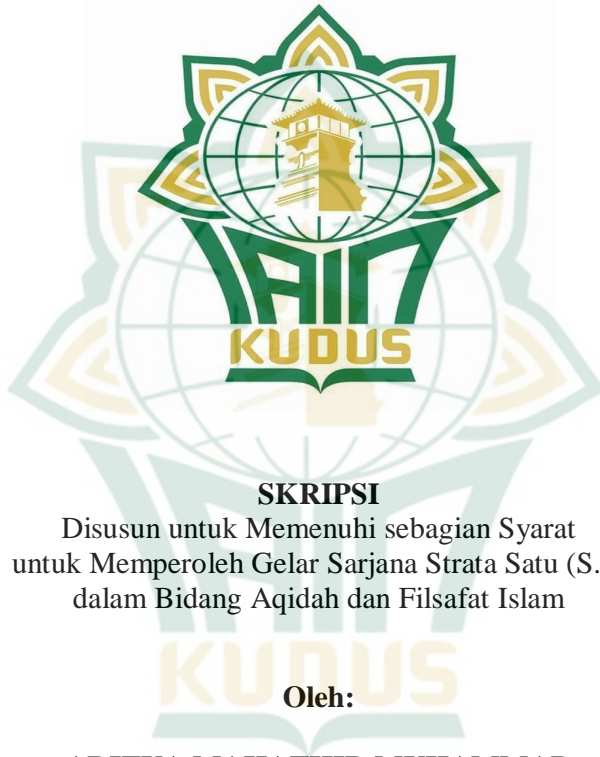 IAIN
KUDUS
SKRIPSI
Disusun untuk Memenuhi sebagian Syarat
untuk Memperoleh Gelar Sarjana Strata Satu (S.
dalam Bidang Aqidah dan Filsafat Islam
Oleh: